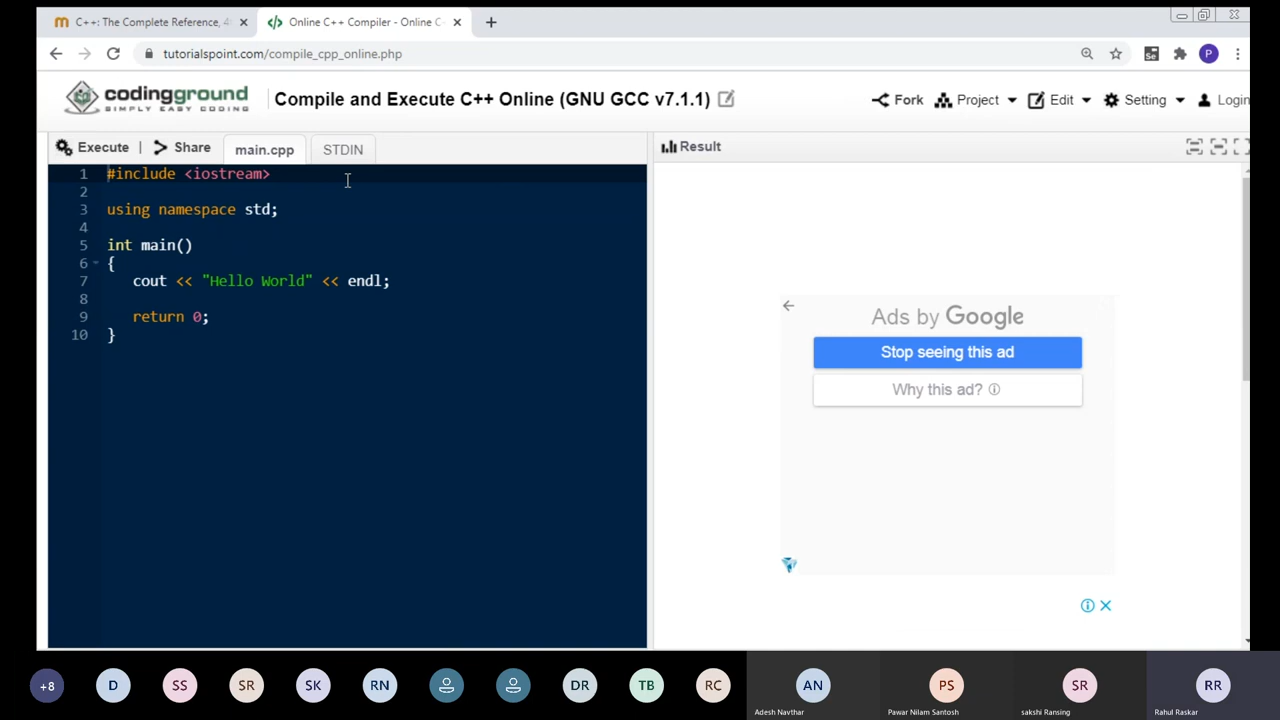 C++: The Complete Reference, 4
Online C++ Compiler - Online C
tutorialspoint.com/compile_cpp_online.php
Se
P
codingground
SIMPLY EASY CODING
Compile and Execute C++ Online (GNU GCC v7.1.1)
Fork
Project
Edit
Setting
Login
Execute
Share
main.cpp
STDIN
Result
1 #include <iostream>
2
3 using namespace std;
4
5 int main()
6 {
7 cout << "Hello World" << endl;
8
9 return 0;
10 }
Ads by Google
Stop seeing this ad
Why this ad?
+8
D
SS
SR
SK
RN
DR
TB
RC
AN
PS
SR
RR
Adesh Navthar
Pawar Nilam Santosh
sakshi Ransing
Rahul Raskar